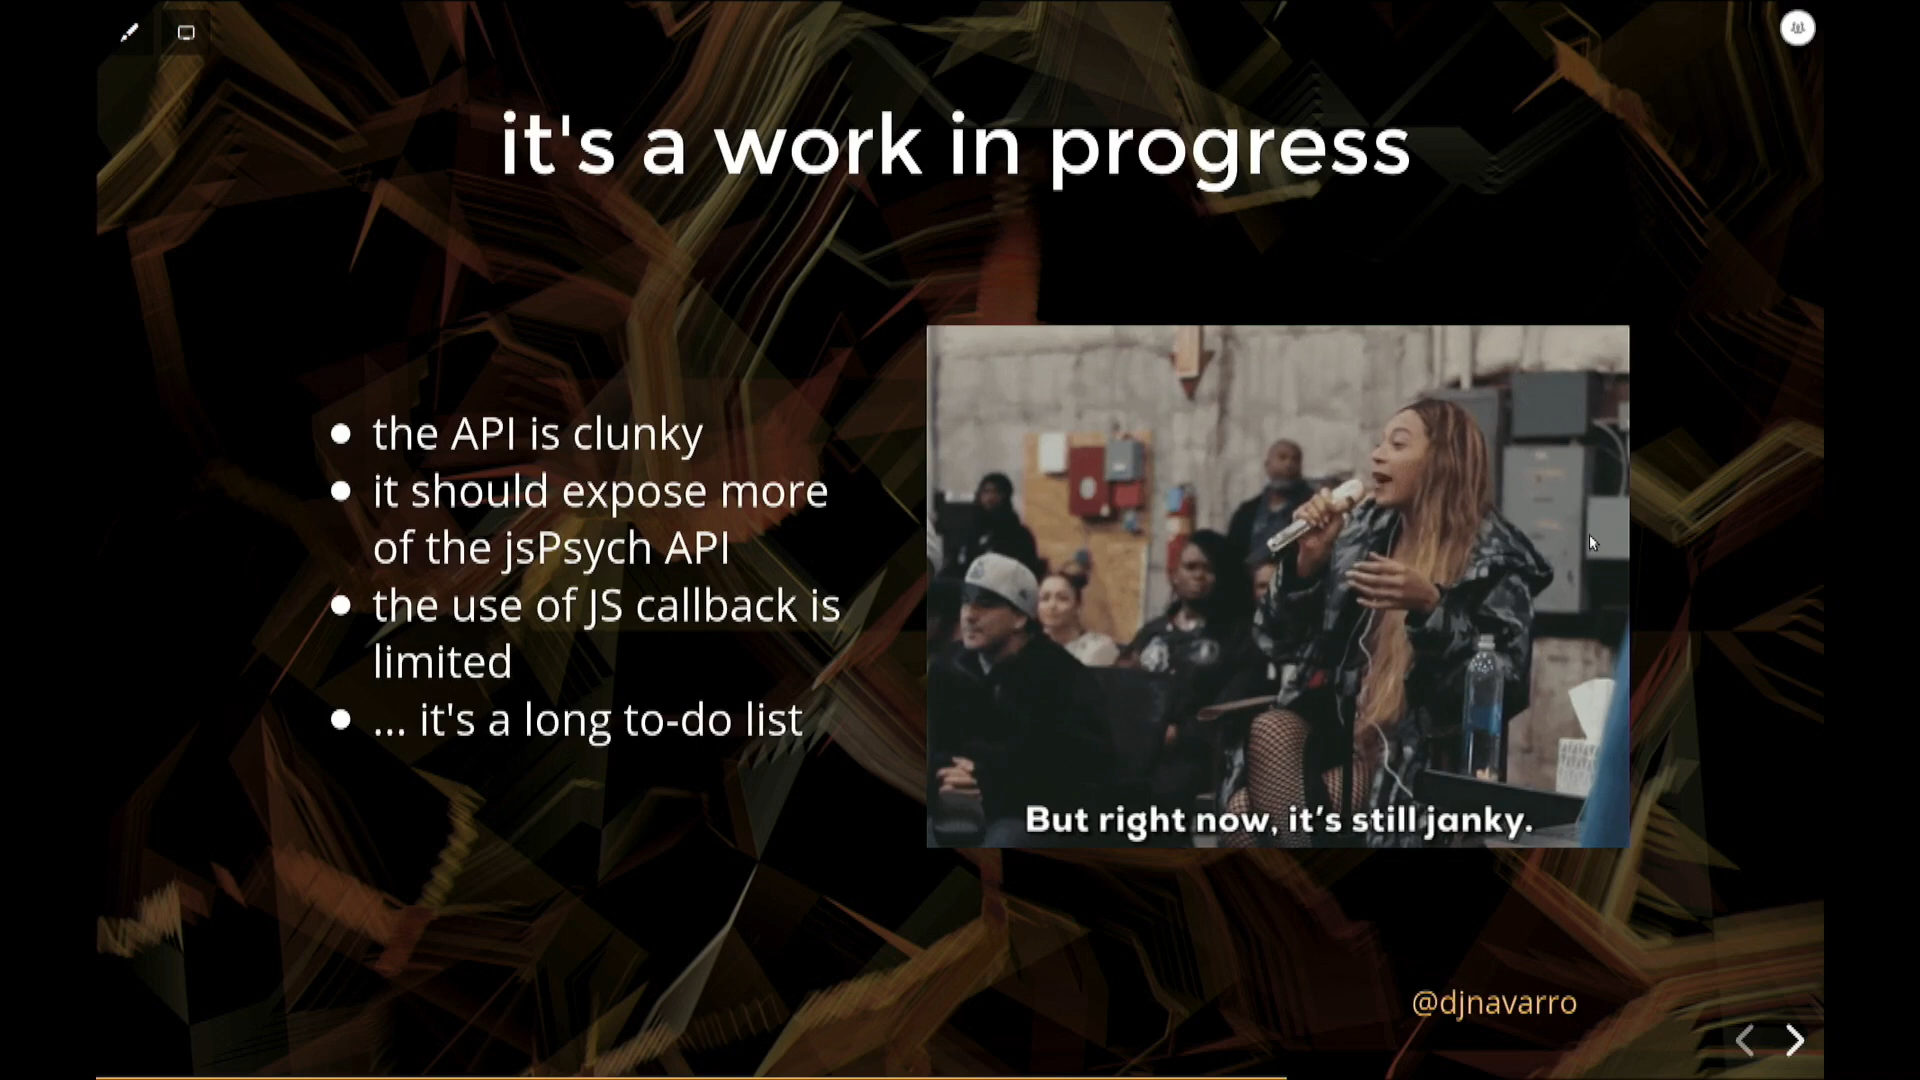 it's a work in progress
the API is clunky
it should expose more
of the jsPsych API
the use of JS callback is
limited
... it's a long to-do list
But right now, it's still janky.
@djnavarro